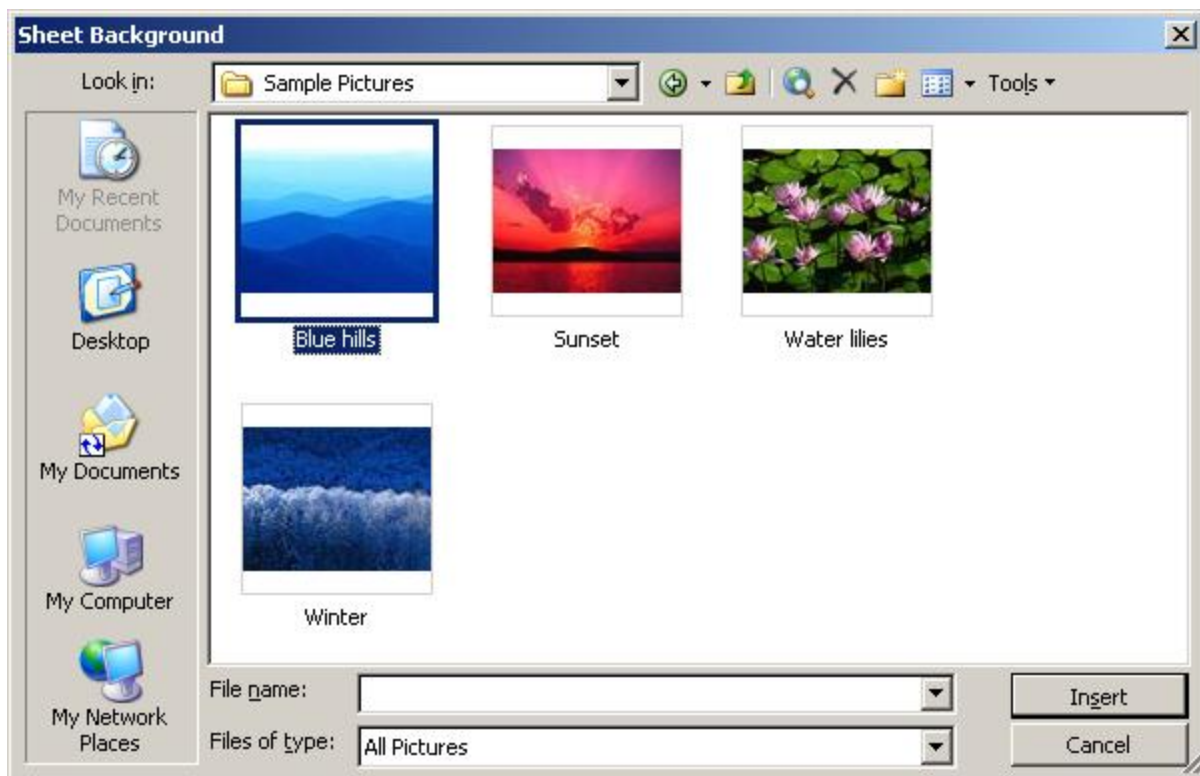 Sheet Background
Look in:
Sample Pictures
Tools
My Recent
Documents
Desktop
My Documents
My Computer
My Network
Places
Blue hills
Sunset
Water lilies
Winter
File name:
Insert
Files of type:
All Pictures
Cancel